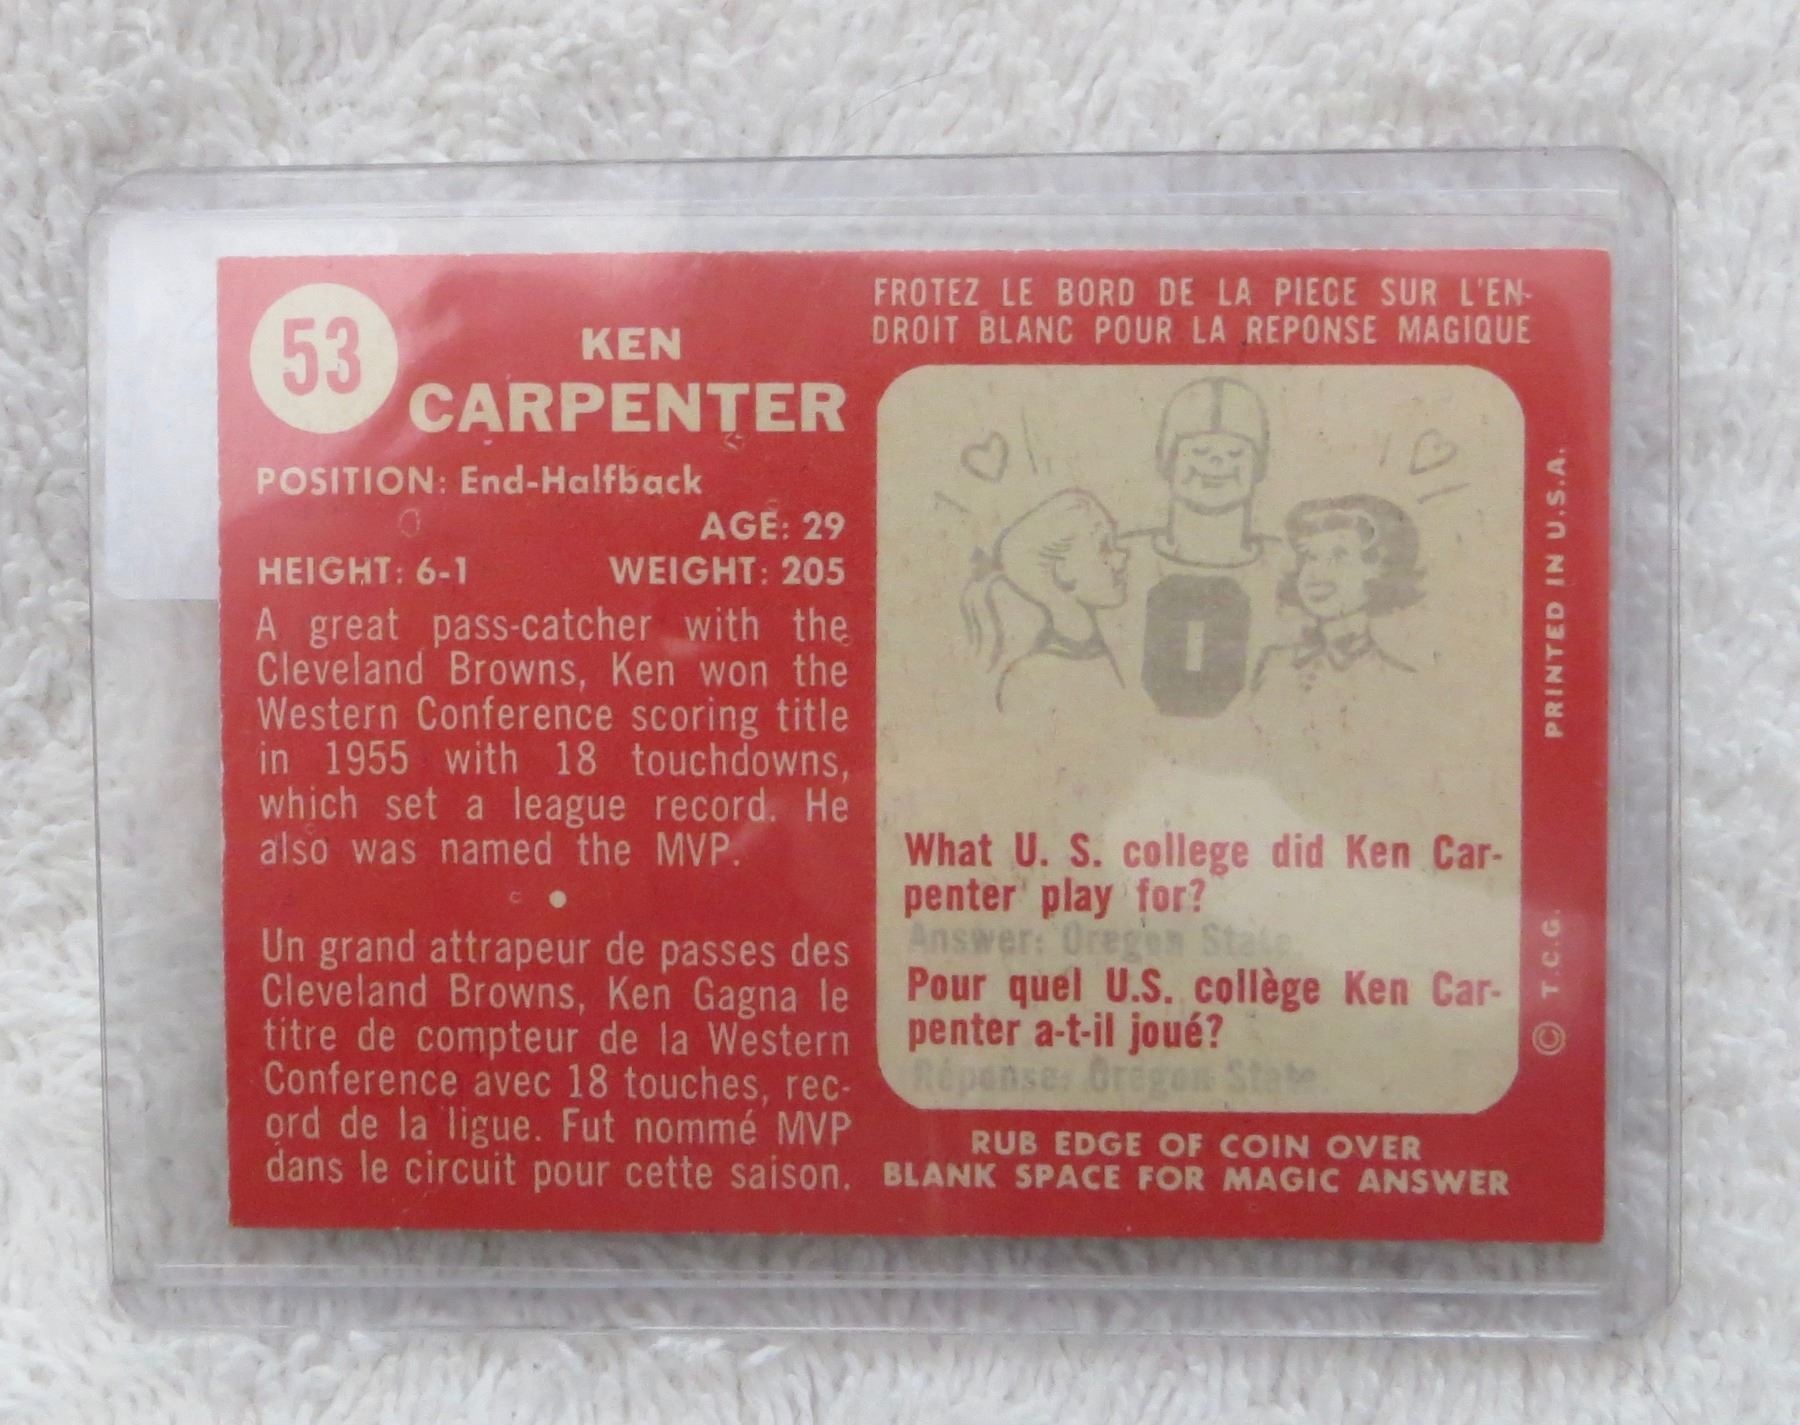 53
KEN
CARPENTER
POSITION: End-Halfback
AGE: 29
HEIGHT: 6-1 WEIGHT: 205
A great pass-catcher with the
Cleveland Browns, Ken won the
Western Conference scoring title
in 1955 with 18 touchdowns,
which set a league record. He
also was named the MVP.
Un grand attrapeur de passes des
Cleveland Browns, Ken Gagna le
titre de compteur de la Western
Conference avec 18 touches, rec-
ord de la ligue. Fut nommé MVP
dans le circuit pour cette saison.
FROTEZ LE BORD DE LA PIECE SUR L'EN-
DROIT BLANC POUR LA REPONSE MAGIQUE
What U. S. college did Ken Car-
penter play for?
Answer: Oregon State.
Pour quel U.S. collège Ken Car-
penter a-t-il joué?
Réponse: Oregon State.
RUB EDGE OF COIN OVER
BLANK SPACE FOR MAGIC ANSWER
© T.C.G. PRINTED IN U.S.A.